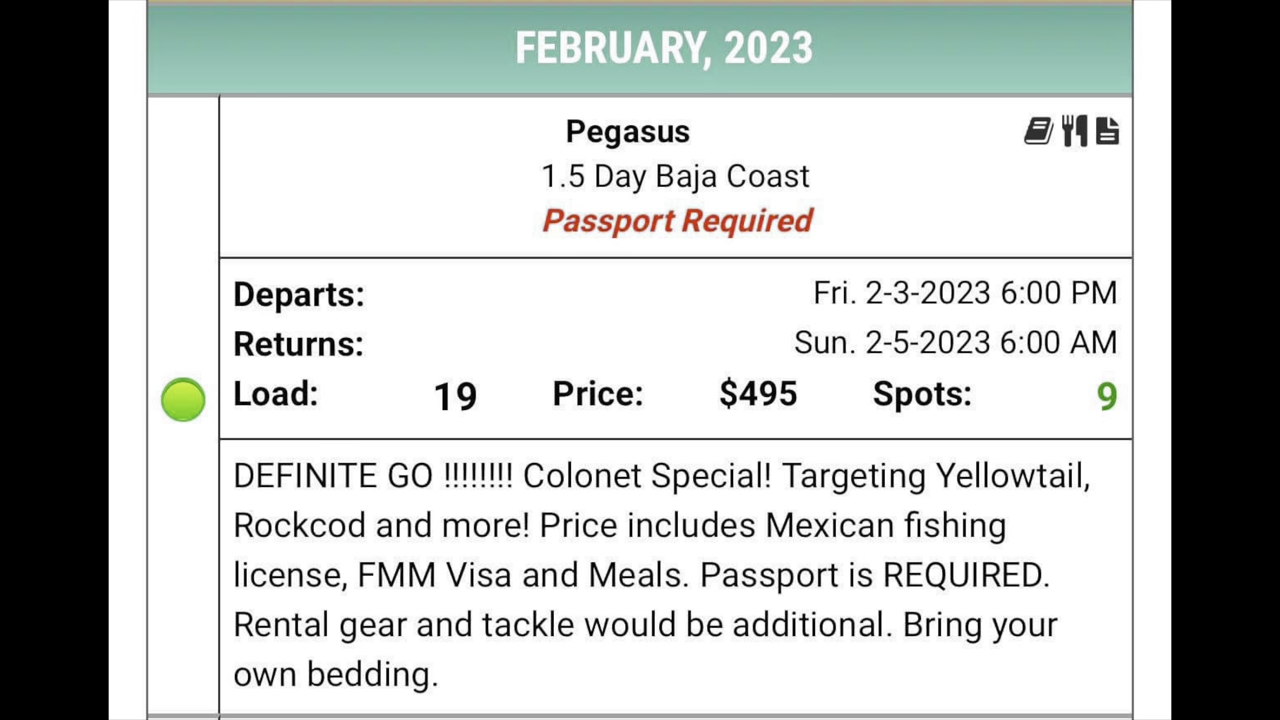 FEBRUARY, 2023
Pegasus
1.5 Day Baja Coast
Passport Required
Departs: Fri. 2-3-2023 6:00 PM
Returns: Sun. 2-5-2023 6:00 AM
Load: 19 Price: $495 Spots: 9
DEFINITE GO !!!!!!!! Colonet Special! Targeting Yellowtail,
Rockcod and more! Price includes Mexican fishing
license, FMM Visa and Meals. Passport is REQUIRED.
Rental gear and tackle would be additional. Bring your
own bedding.